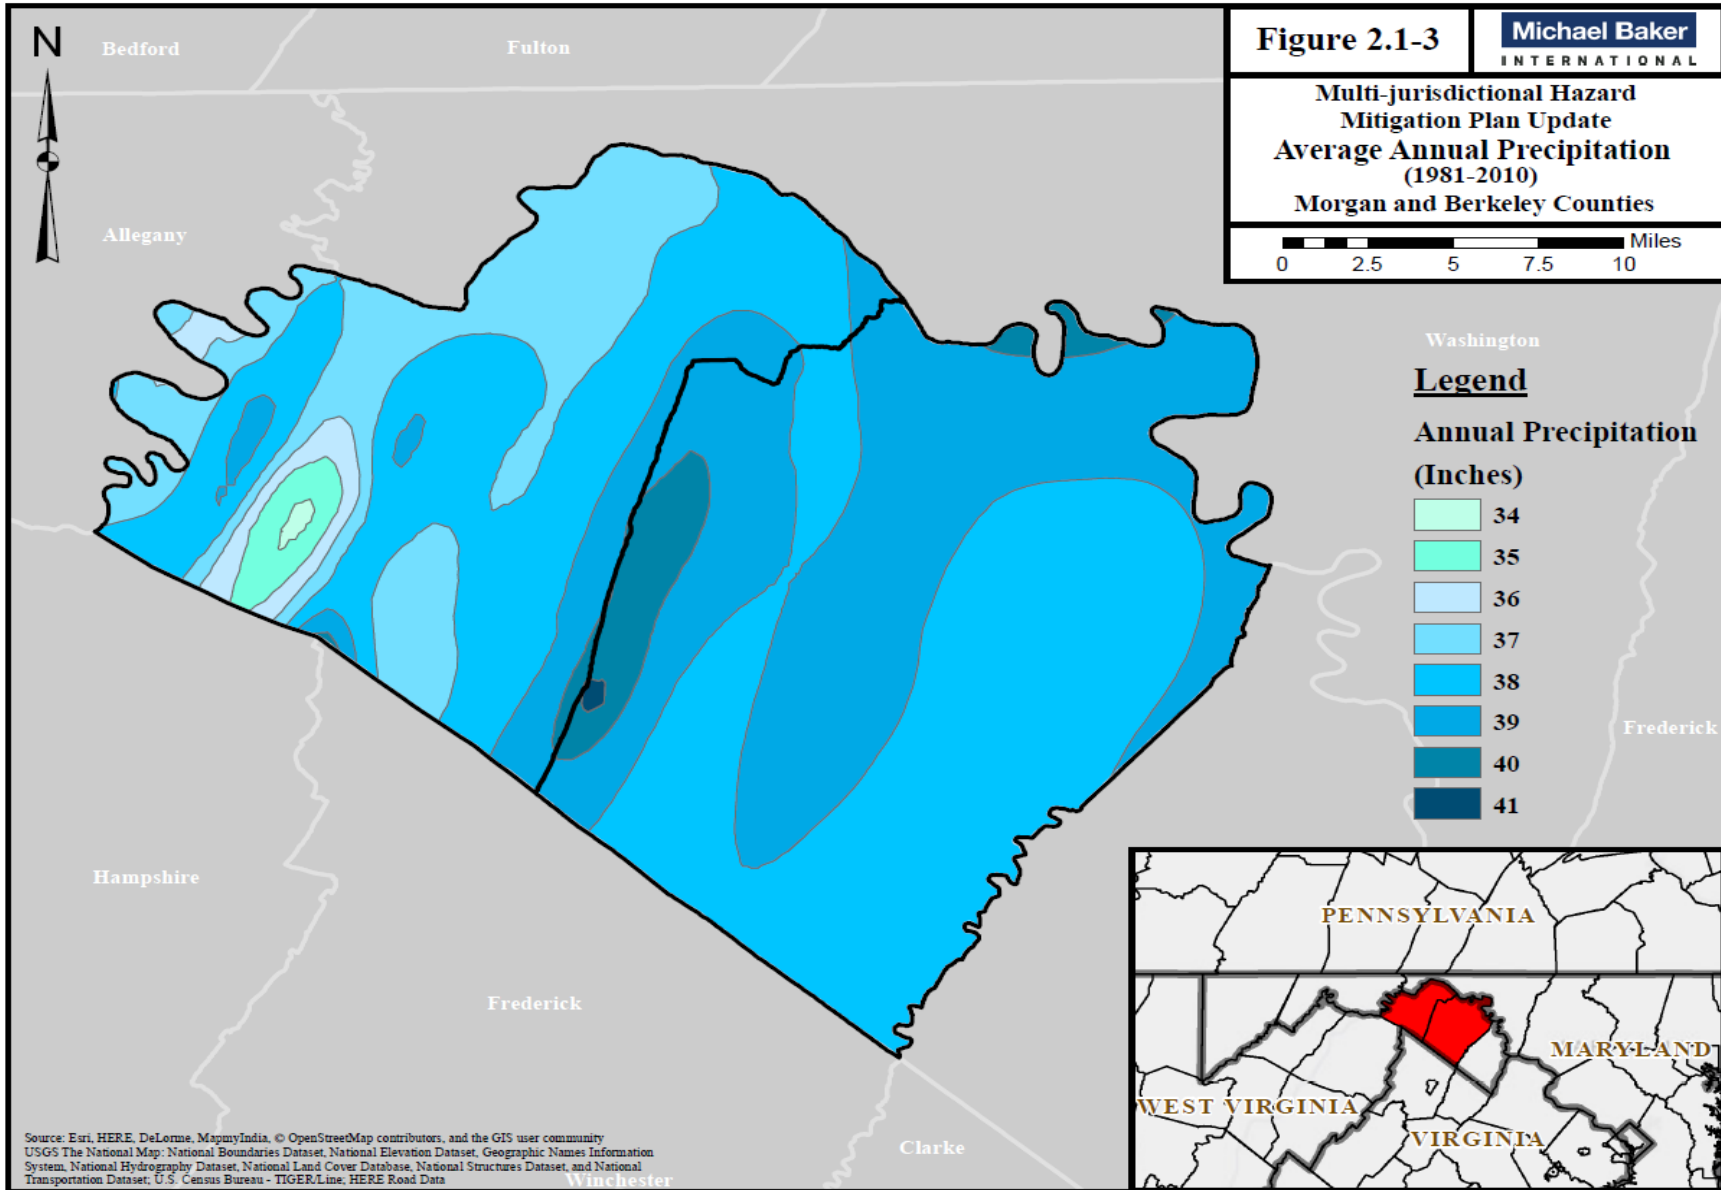 N
Bedford
Fulton
Figure 2.1-3
Michael Baker
INTERNATIONAL
Multi-jurisdictional Hazard
Mitigation Plan Update
Average Annual Precipitation
(1981-2010)
Morgan and Berkeley Counties
Miles
0 2.5 5 7.5 10
Allegany
Washington
Legend
Annual Precipitation
(Inches)
34
35
36
37
38
39
40
41
Frederick
Hampshire
Frederick
Clarke
Winchester
PENNSYLVANIA
MARYLAND
WEST VIRGINIA
VIRGINIA
Source: Esri, HERE, DeLorme, MapmyIndia, © OpenStreetMap contributors, and the GIS user community
USGS The National Map: National Boundaries Dataset, National Elevation Dataset, Geographic Names Information
System, National Hydrography Dataset, National Land Cover Database, National Structures Dataset, and National
Transportation Dataset; U.S. Census Bureau - TIGER/Line; HERE Road Data